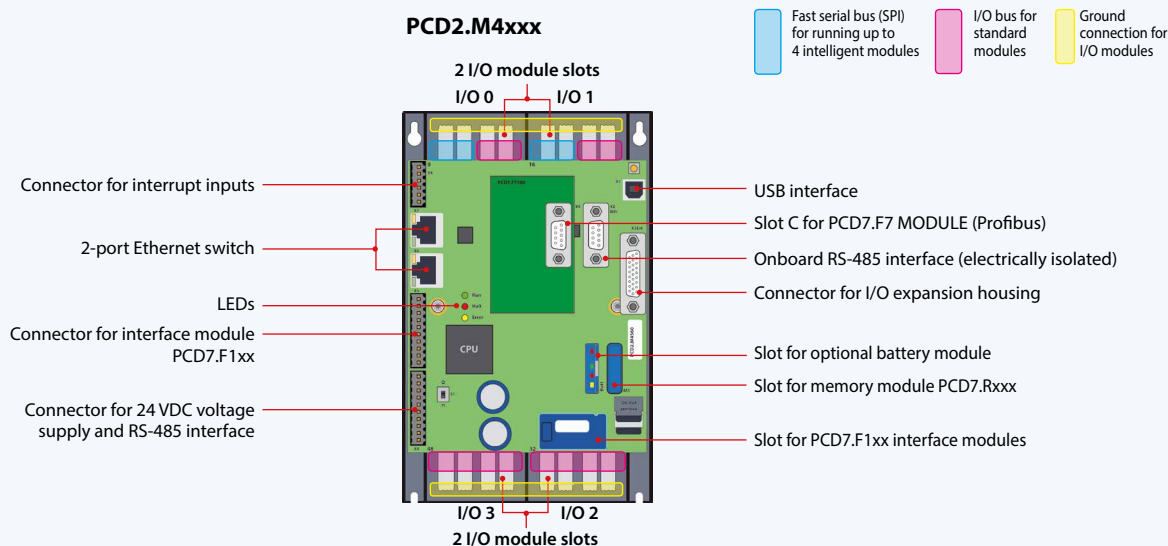 PCD2.M4xxx
Fast serial bus (SPI)
for running up to
4 intelligent modules
I/O bus for
standard
modules
Ground
connection for
I/O modules
2 I/O module slots
I/O 0
I/O 1
Connector for interrupt inputs
2-port Ethernet switch
LEDs
Connector for interface module
PCD7.F1xx
Connector for 24 VDC voltage
supply and RS-485 interface
16
Run
Halt
Error
CPU
PCD2.M4560
48
32
USB interface
Slot C for PCD7.F7 MODULE (Profibus)
Onboard RS-485 interface (electrically isolated)
Connector for I/O expansion housing
Slot for optional battery module
Slot for memory module PCD7.Rxxx
Slot for PCD7.F1xx interface modules
I/O 3
I/O 2
2 I/O module slots